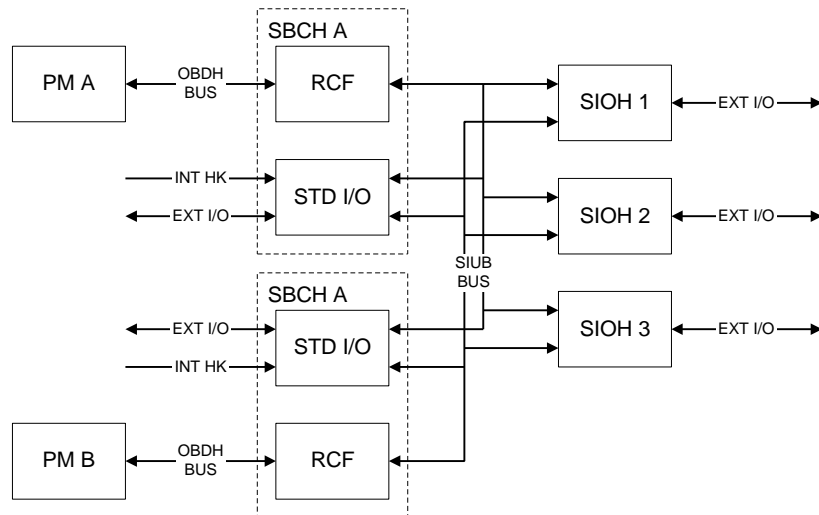 SBCH A
PM A
OBDH
BUS
RCF
SIOH 1
EXT I/O
INT HK
STD I/O
EXT I/O
SIOH 2
EXT I/O
SIUB
BUS
SBCH A
EXT I/O
STD I/O
INT HK
SIOH 3
EXT I/O
PM B
OBDH
BUS
RCF